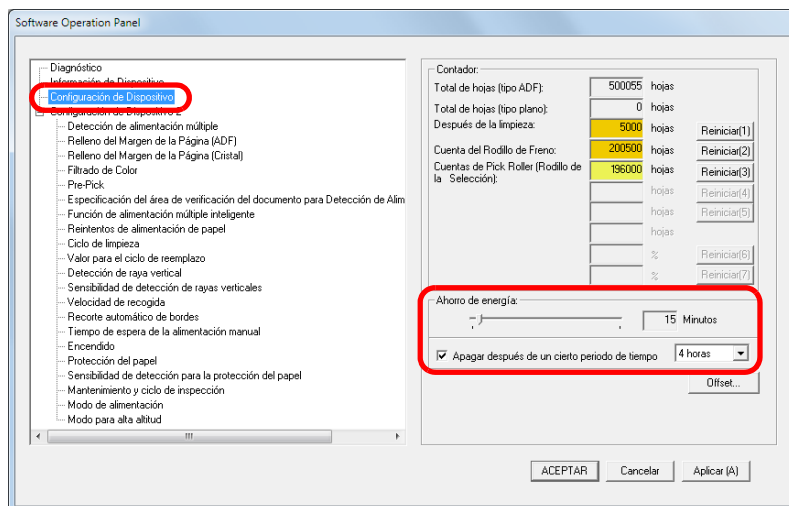 Software Operation Panel
Diagnóstico
Información de Dispositivo
Configuración de Dispositivo
Configuración de Dispositivo 2
Detección de alimentación múltiple
Relleno del Margen de la Página (ADF)
Relleno del Margen de la Página (Cristal)
Filtrado de Color
Pre-Pick
Especificación del área de verificación del documento para Detección de Alim
Función de alimentación múltiple inteligente
Reintentos de alimentación de papel
Ciclo de limpieza
Valor para el ciclo de reemplazo
Detección de raya vertical
Sensibilidad de detección de rayas verticales
Velocidad de recogida
Recorte automático de bordes
Tiempo de espera de la alimentación manual
Encendido
Protección del papel
Sensibilidad de detección para la protección del papel
Mantenimiento y ciclo de inspección
Modo de alimentación
Modo para alta altitud
Contador:
Total de hojas (tipo ADF): 500055 hojas
Total de hojas (tipo plano): 0 hojas
Después de la limpieza: 5000 hojas Reiniciar(1)
Cuenta del Rodillo de Freno: 200500 hojas Reiniciar(2)
Cuentas de Pick Roller (Rodillo de 196000 hojas Reiniciar(3)
la Selección):
hojas Reiniciar(4)
hojas Reiniciar(5)
hojas
% Reiniciar(6)
% Reiniciar(7)
Ahorro de energía:
15 Minutos
Apagar después de un cierto periodo de tiempo 4 horas
Offset...
ACEPTAR Cancelar Aplicar (A)